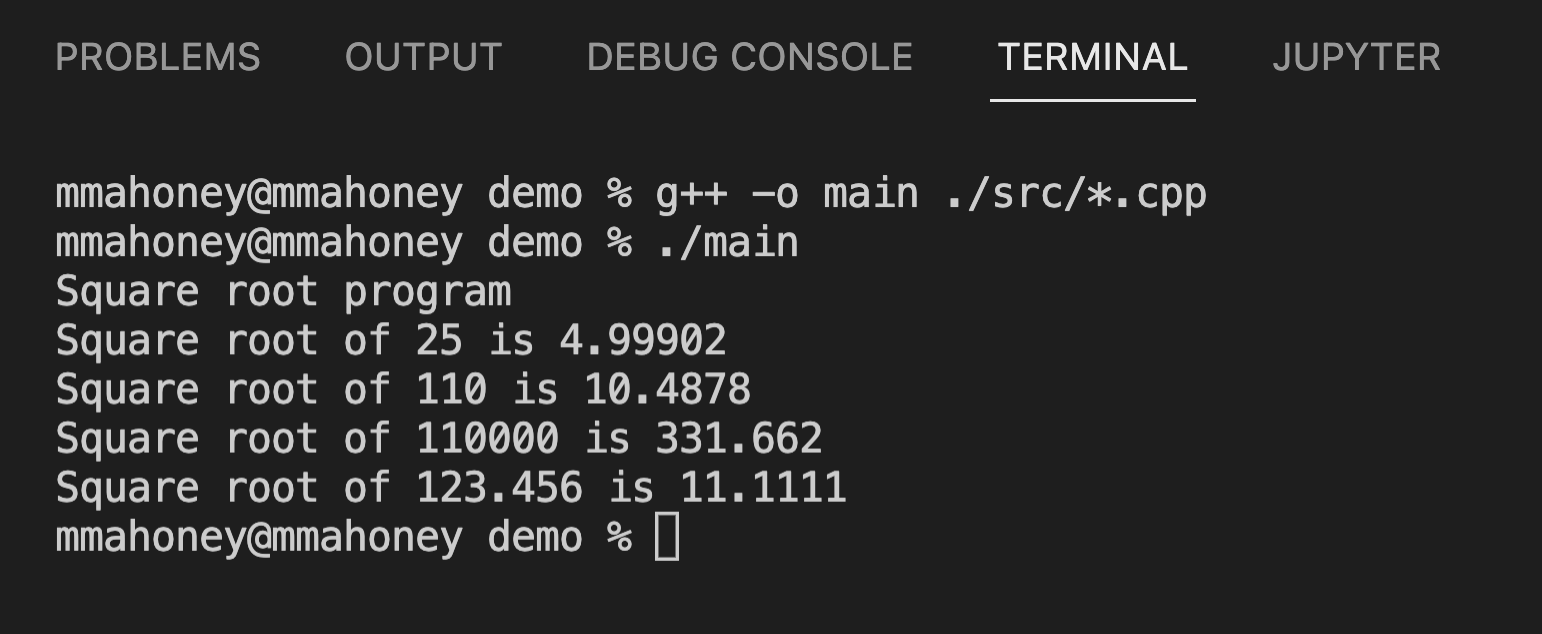 PROBLEMS OUTPUT DEBUG CONSOLE TERMINAL JUPYTER
mmahoney@mmahoney demo % g++ -o main ./src/*.cpp
mmahoney@mmahoney demo % ./main
Square root program
Square root of 25 is 4.99902
Square root of 110 is 10.4878
Square root of 110000 is 331.662
Square root of 123.456 is 11.1111
mmahoney@mmahoney demo %